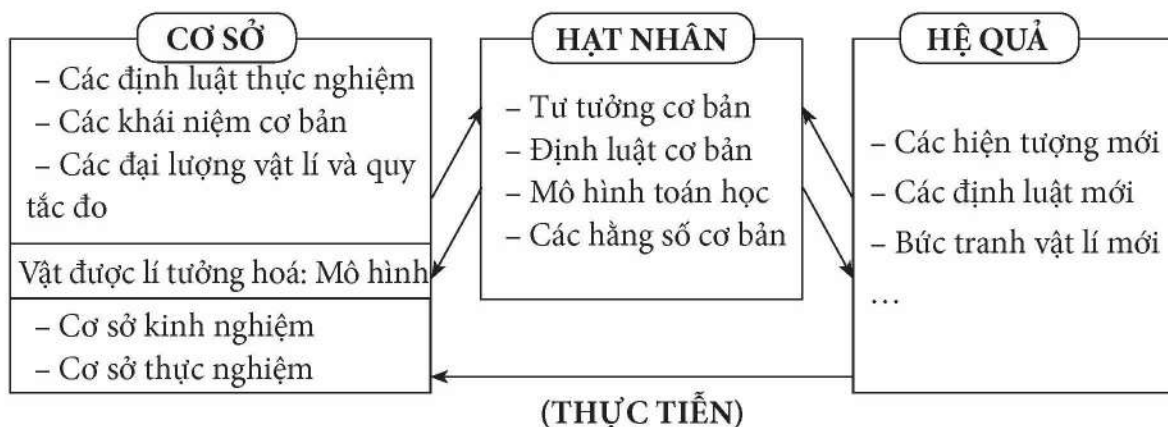 CƠ SỞ
– Các định luật thực nghiệm
– Các khái niệm cơ bản
– Các đại lượng vật lí và quy
tắc đo
Vật được lí tưởng hoá: Mô hình
– Cơ sở kinh nghiệm
– Cơ sở thực nghiệm
HẠT NHÂN
– Tư tưởng cơ bản
– Định luật cơ bản
– Mô hình toán học
– Các hằng số cơ bản
HỆ QUẢ
– Các hiện tượng mới
– Các định luật mới
– Bức tranh vật lí mới
…
(THỰC TIỄN)